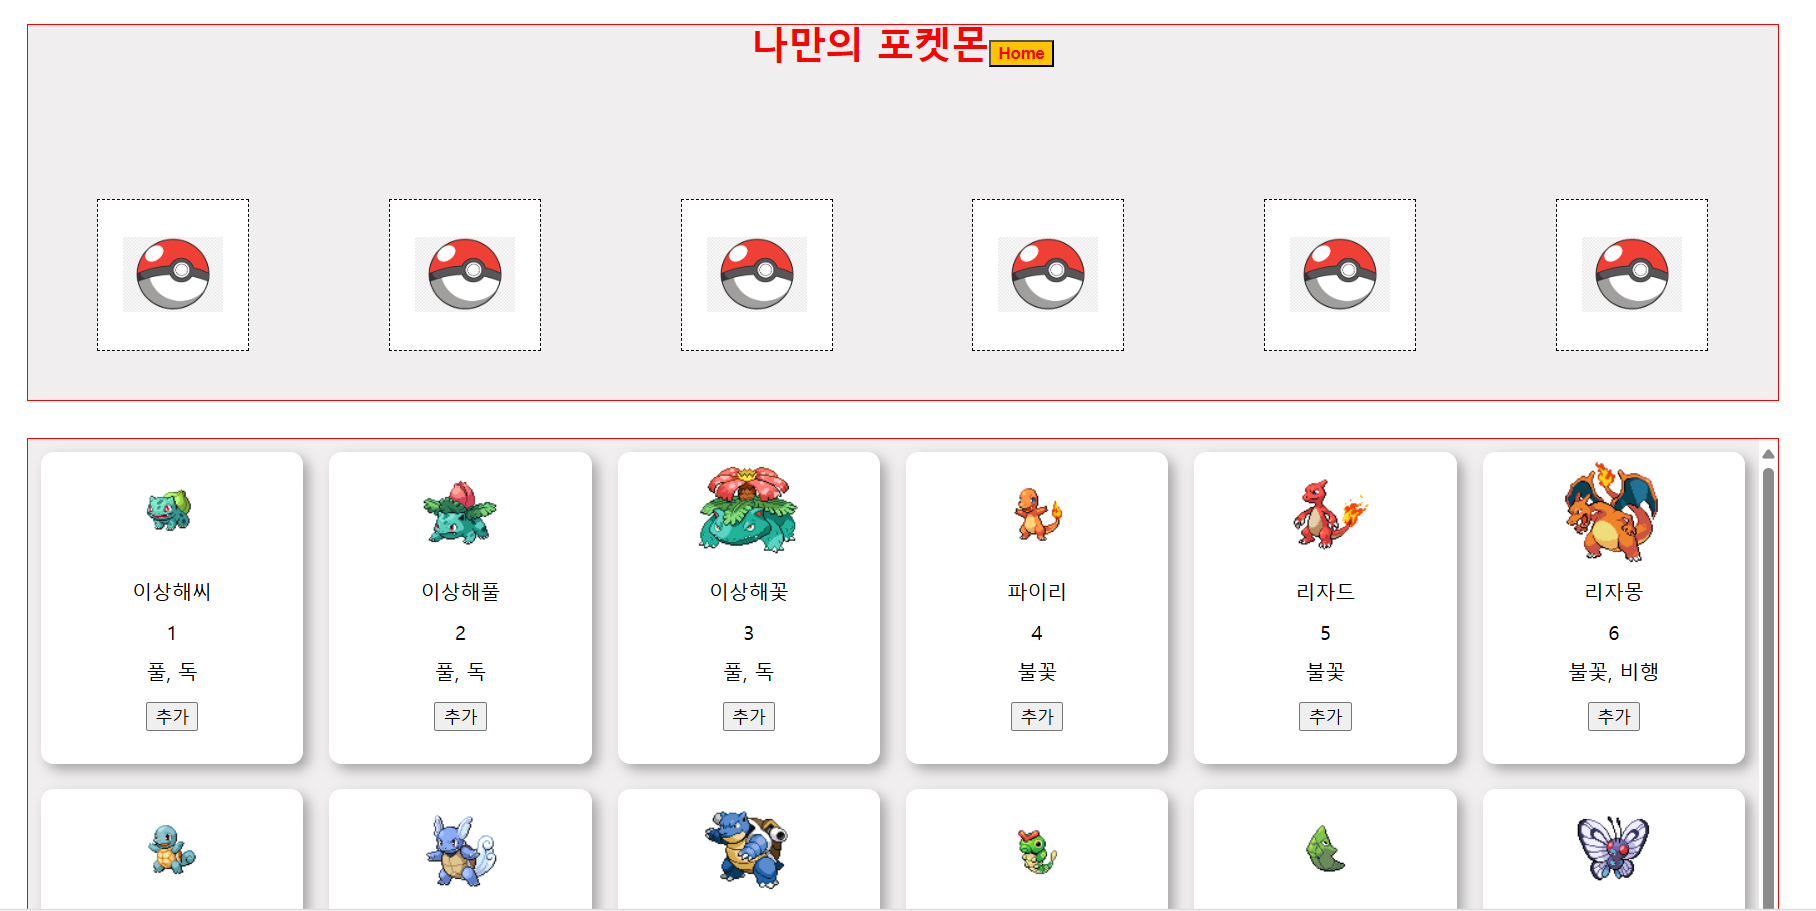 나만의 포켓몬 Home
이상해씨 이상해풀 이상해꽃 파이리 리자드 리자몽
1 2 3 4 5 6
풀, 독 풀, 독 풀, 독 불꽃 불꽃 불꽃, 비행
추가 추가 추가 추가 추가 추가